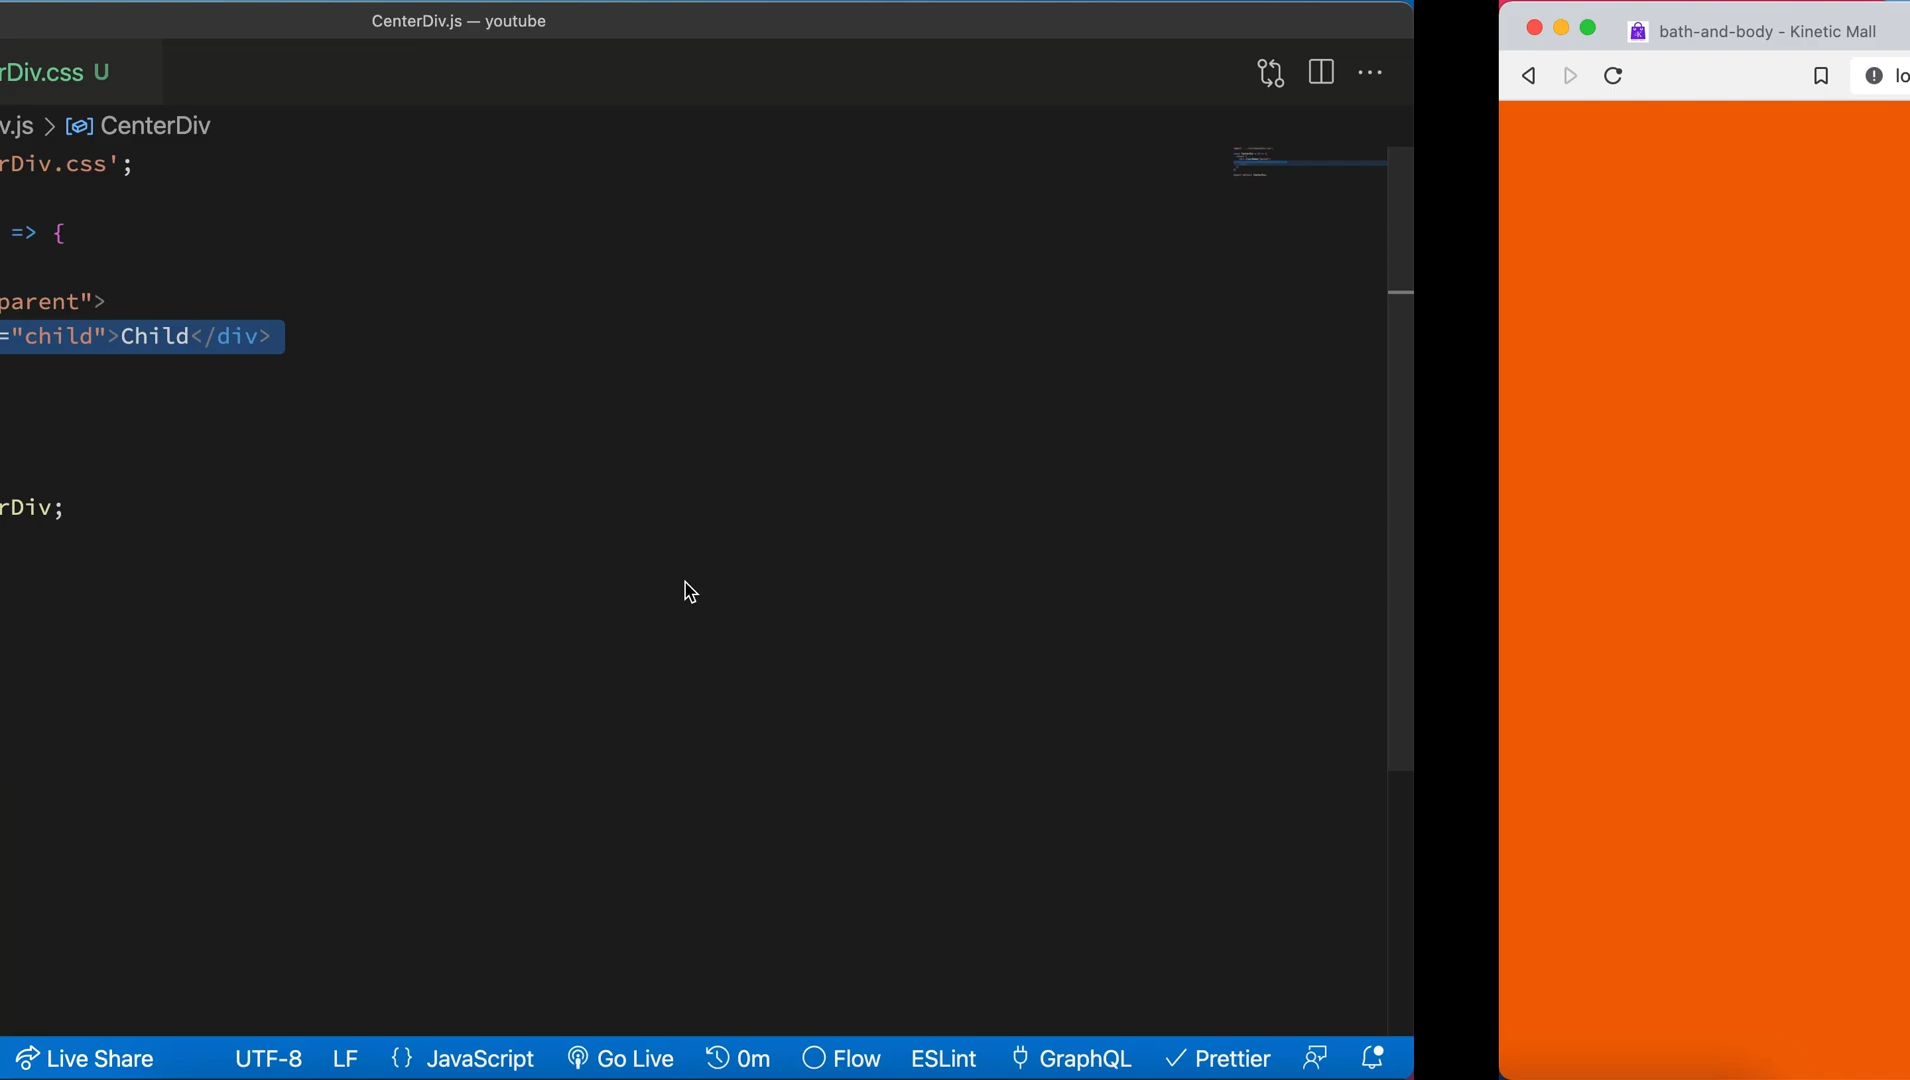 CenterDiv.js — youtube
rDiv.css U
v.js > CenterDiv
rDiv.css';
=> {
parent">
="child">Child</div>
rDiv;
Live Share UTF-8 LF {} JavaScript Go Live 0m Flow ESLint GraphQL Prettier
bath-and-body - Kinetic Mall
lo